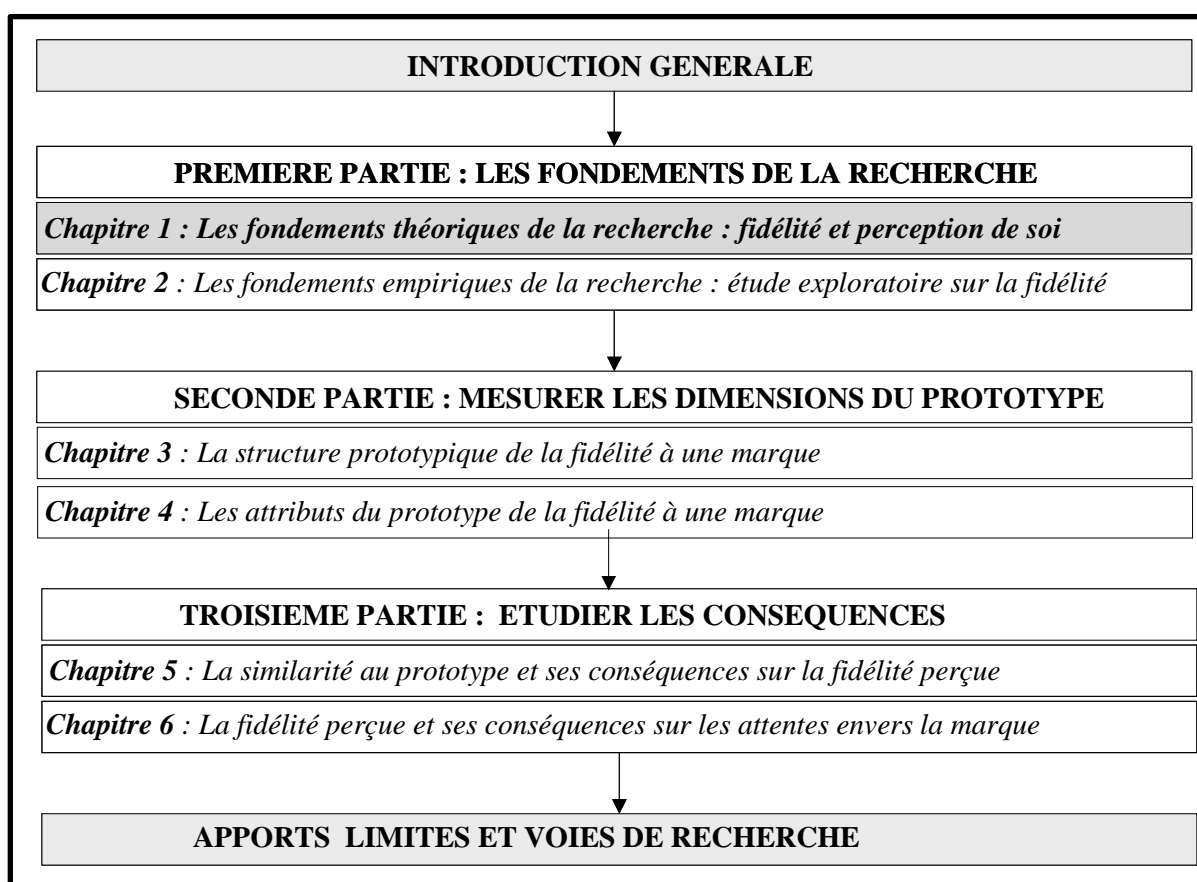 INTRODUCTION GENERALE
PREMIERE PARTIE : LES FONDEMENTS DE LA RECHERCHE
Chapitre 1 : Les fondements théoriques de la recherche : fidélité et perception de soi
Chapitre 2 : Les fondements empiriques de la recherche : étude exploratoire sur la fidélité
SECONDE PARTIE : MESURER LES DIMENSIONS DU PROTOTYPE
Chapitre 3 : La structure prototypique de la fidélité à une marque
Chapitre 4 : Les attributs du prototype de la fidélité à une marque
TROISIEME PARTIE : ETUDIER LES CONSEQUENCES
Chapitre 5 : La similarité au prototype et ses conséquences sur la fidélité perçue
Chapitre 6 : La fidélité perçue et ses conséquences sur les attentes envers la marque
APPORTS LIMITES ET VOIES DE RECHERCHE